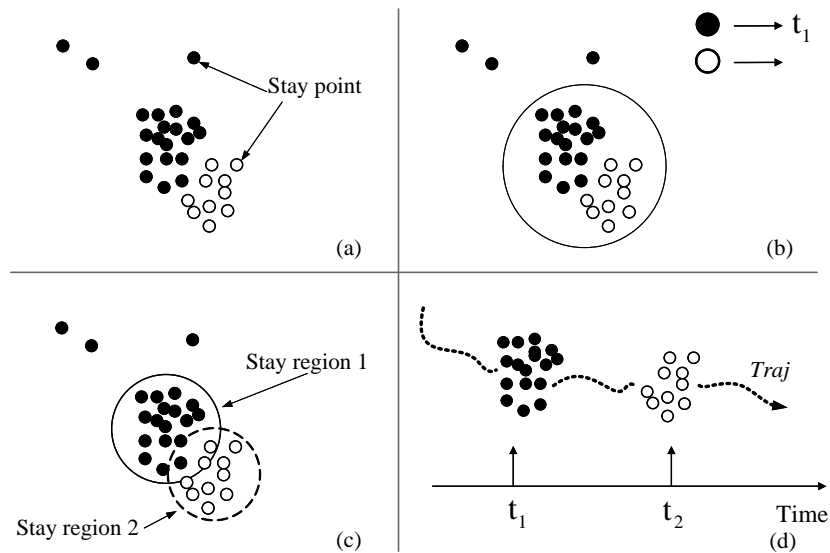 Stay point
(a)
t1
(b)
Stay region 1
Stay region 2
(c)
Traj
t1
t2
Time
(d)